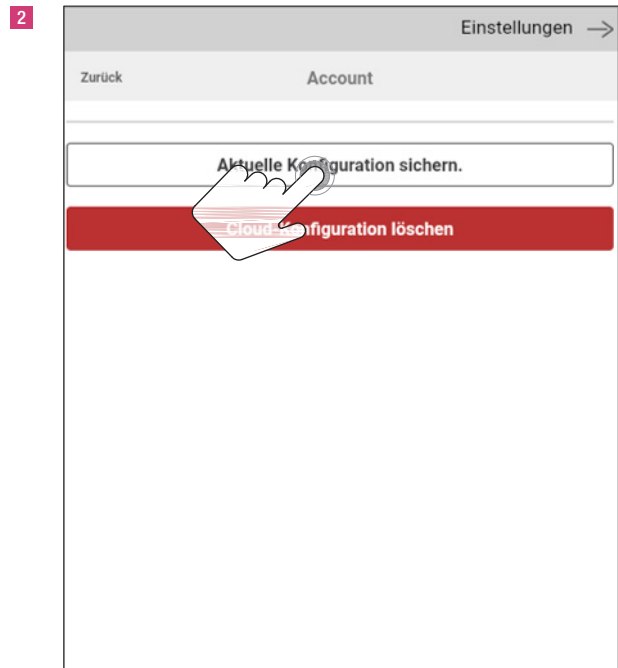 2
Einstellungen
Zurück Account
Aktuelle Konfiguration sichern.
Cloud-Konfiguration löschen